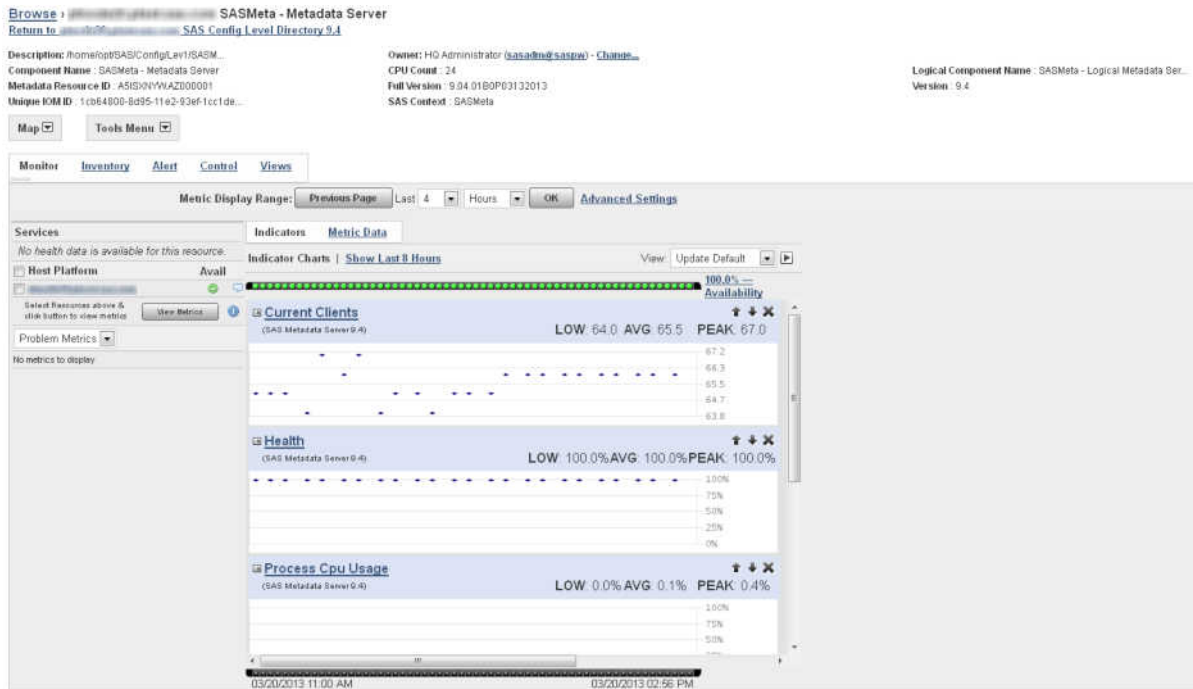 Browse › SASMeta - Metadata Server
Return to SAS Config Level Directory 9.4
Description: /home/opt/SAS/Config/Lev1/SASM...
Owner: HQ Administrator (sasadm@saspw) - Change...
Component Name : SASMeta - Metadata Server
CPU Count : 24
Logical Component Name : SASMeta - Logical Metadata Ser...
Metadata Resource ID :
Full Version : 9.04.01B0P03132013
Version : 9.4
Unique IOM ID : 1cb64800-8d95-11e2-93ef-1cc1de...
SAS Context : SASMeta
Map
Tools Menu
Monitor Inventory Alert Control Views
Metric Display Range: Previous Page Last 4 Hours OK Advanced Settings
Services
No health data is available for this resource.
Host Platform Avail
Select Resources above &
click button to view metrics
View Metrics
Problem Metrics
No metrics to display
Indicators Metric Data
Indicator Charts | Show Last 8 Hours View: Update Default
100.0% —
Availability
Current Clients
(SAS Metadata Server 9.4)
LOW: 64.0 AVG: 65.5 PEAK: 67.0
67.2
66.3
65.5
64.7
63.8
Health
(SAS Metadata Server 9.4)
LOW: 100.0% AVG: 100.0% PEAK: 100.0%
100%
75%
50%
25%
0%
Process Cpu Usage
(SAS Metadata Server 9.4)
LOW: 0.0% AVG: 0.1% PEAK: 0.4%
100%
75%
50%
03/20/2013 11:00 AM 03/20/2013 02:56 PM